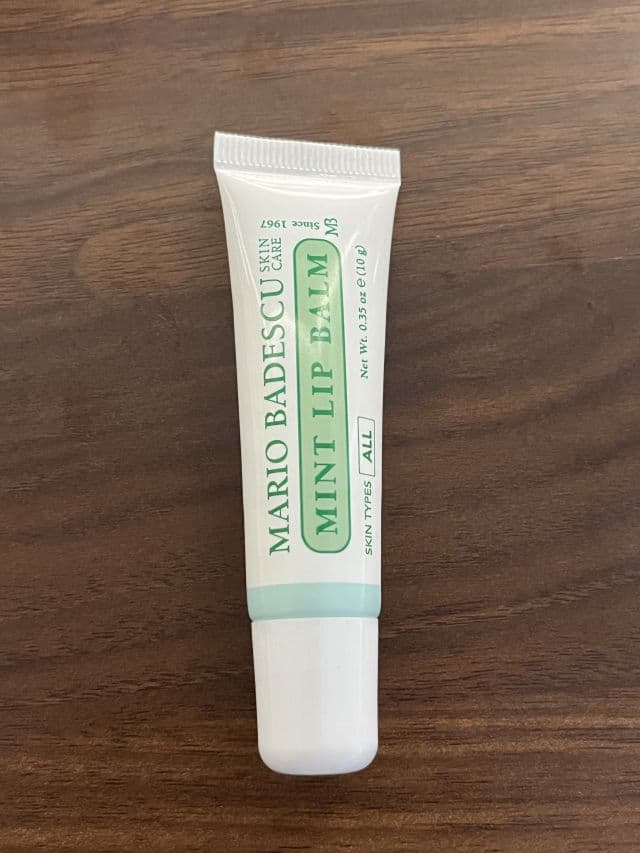 MARIO BADESCU SKIN CARE
Since 1967
MB
MINT LIP BALM
SKIN TYPES ALL
Net Wt. 0.35 oz e (10 g)